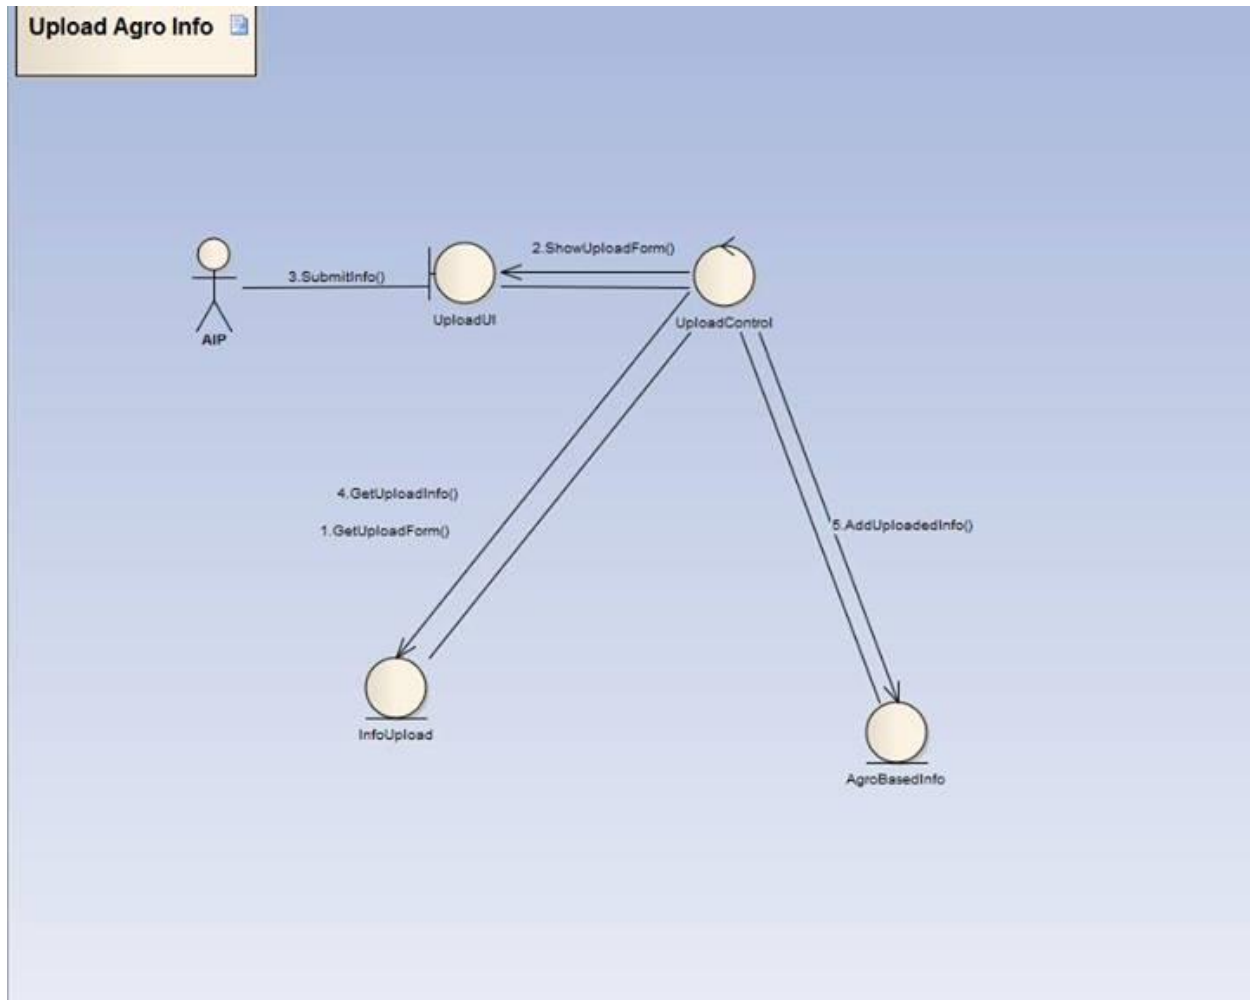 Upload Agro Info
2.ShowUploadForm()
3.SubmitInfo()
UploadUI
UploadControl
AIP
4.GetUploadInfo()
1.GetUploadForm()
5.AddUploadedInfo()
InfoUpload
AgroBasedInfo